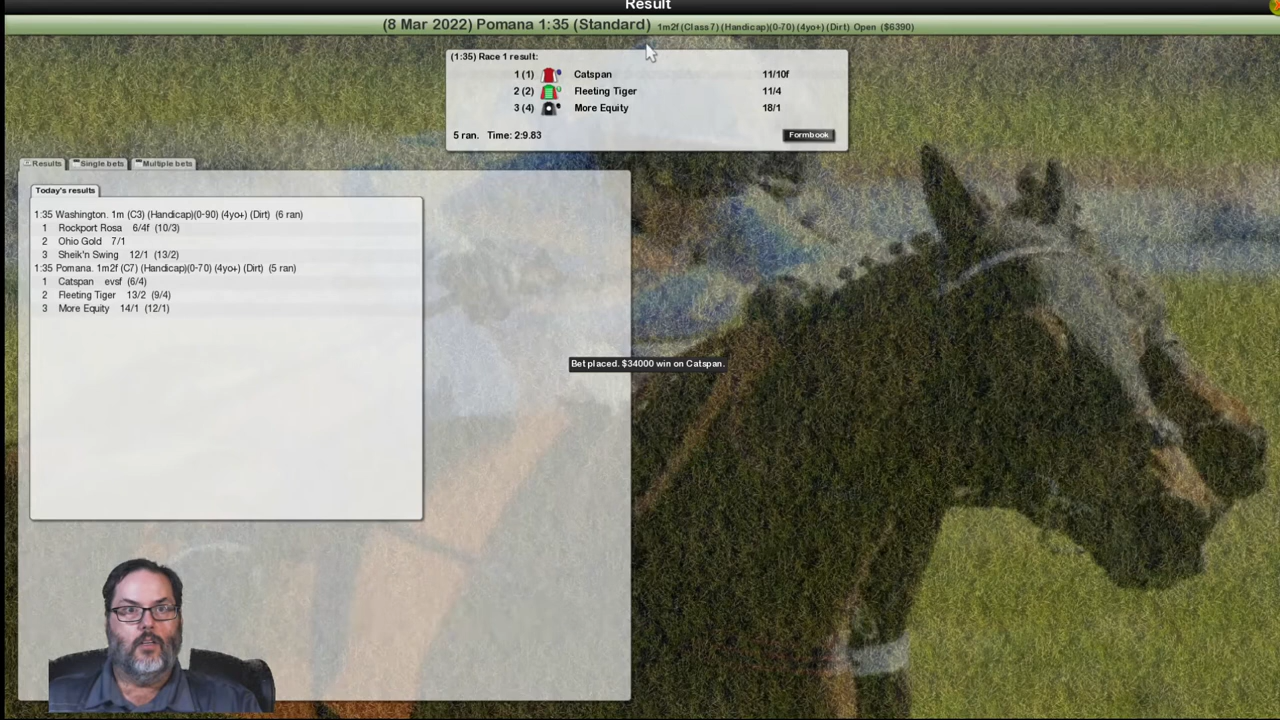 Result
(8 Mar 2022) Pomana 1:35 (Standard) 1m2f (Class 7) (Handicap)(0-70) (4yo+) (Dirt) Open ($6390)
(1:35) Race 1 result:
1 (1) Catspan 11/10f
2 (2) Fleeting Tiger 11/4
3 (4) More Equity 18/1
5 ran. Time: 2:9.83 Formbook
Results Single bets Multiple bets
Today's results
1:35 Washington. 1m (C3) (Handicap)(0-90) (4yo+) (Dirt) (6 ran)
1 Rockport Rosa 6/4f (10/3)
2 Ohio Gold 7/1
3 Sheik'n Swing 12/1 (13/2)
1:35 Pomana. 1m2f (C7) (Handicap)(0-70) (4yo+) (Dirt) (5 ran)
1 Catspan evsf (6/4)
2 Fleeting Tiger 13/2 (9/4)
3 More Equity 14/1 (12/1)
Bet placed. $34000 win on Catspan.